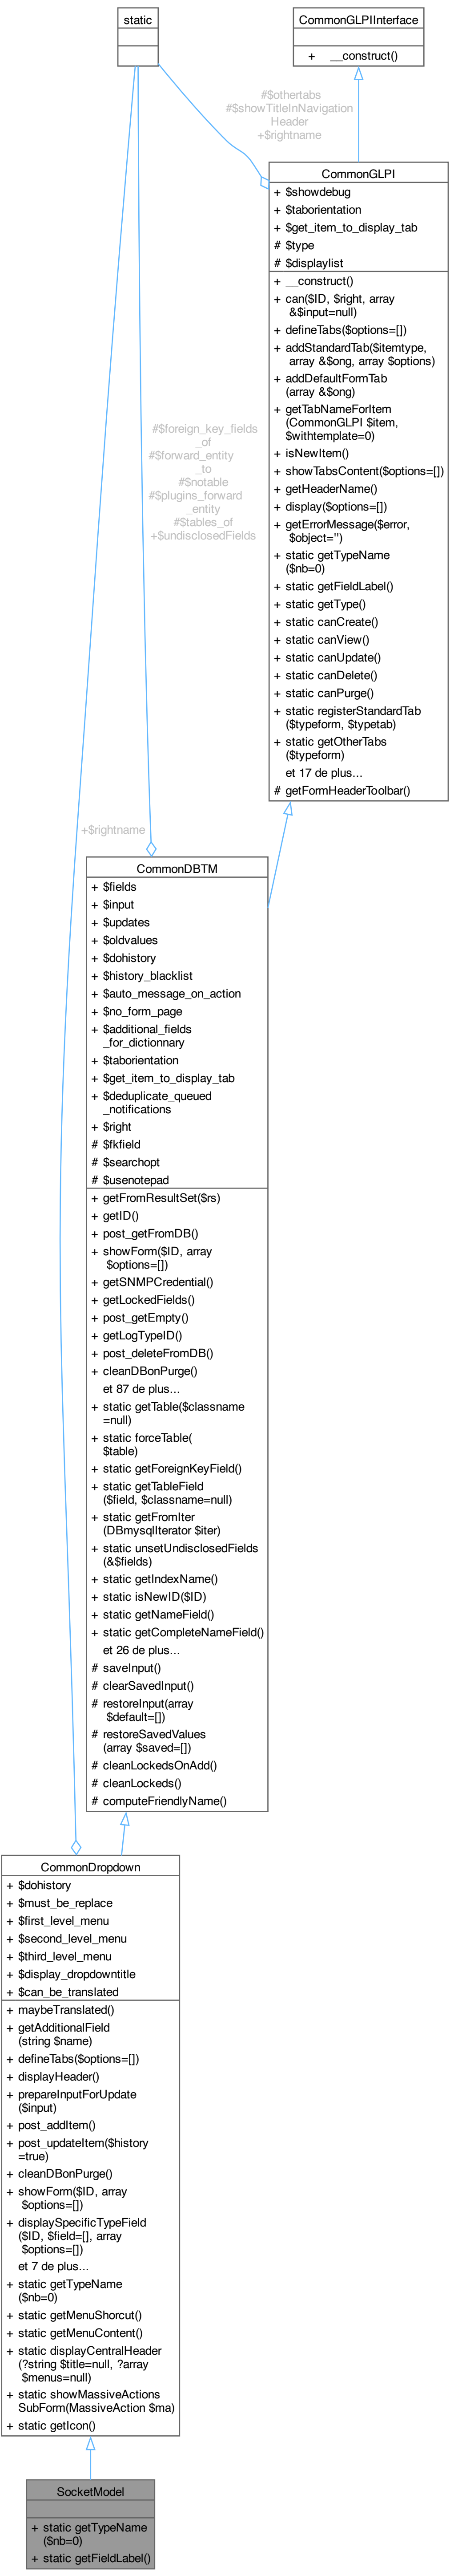 static
CommonGLPIInterface
+ __construct()
#$othertabs
#$showTitleInNavigation
Header
+$rightname
CommonGLPI
+ $showdebug
+ $taborientation
+ $get_item_to_display_tab
# $type
# $displaylist
+ __construct()
+ can($ID, $right, array
&$input=null)
+ defineTabs($options=[])
+ addStandardTab($itemtype,
array &$ong, array $options)
+ addDefaultFormTab
(array &$ong)
+ getTabNameForItem
(CommonGLPI $item,
$withtemplate=0)
+ isNewItem()
+ showTabsContent($options=[])
+ getHeaderName()
+ display($options=[])
+ getErrorMessage($error,
$object='')
+ static getTypeName
($nb=0)
+ static getFieldLabel()
+ static getType()
+ static canCreate()
+ static canView()
+ static canUpdate()
+ static canDelete()
+ static canPurge()
+ static registerStandardTab
($typeform, $typetab)
+ static getOtherTabs
($typeform)
et 17 de plus...
# getFormHeaderToolbar()
#$foreign_key_fields
_of
#$forward_entity
_to
#$notable
#$plugins_forward
_entity
#$tables_of
+$undisclosedFields
+$rightname
CommonDBTM
+ $fields
+ $input
+ $updates
+ $oldvalues
+ $dohistory
+ $history_blacklist
+ $auto_message_on_action
+ $no_form_page
+ $additional_fields
_for_dictionnary
+ $taborientation
+ $get_item_to_display_tab
+ $deduplicate_queued
_notifications
+ $right
# $fkfield
# $searchopt
# $usenotepad
+ getFromResultSet($rs)
+ getID()
+ post_getFromDB()
+ showForm($ID, array
$options=[])
+ getSNMPCredential()
+ getLockedFields()
+ post_getEmpty()
+ getLogTypeID()
+ post_deleteFromDB()
+ cleanDBonPurge()
et 87 de plus...
+ static getTable($classname
=null)
+ static forceTable(
$table)
+ static getForeignKeyField()
+ static getTableField
($field, $classname=null)
+ static getFromIter
(DBmysqlIterator $iter)
+ static unsetUndisclosedFields
(&$fields)
+ static getIndexName()
+ static isNewID($ID)
+ static getNameField()
+ static getCompleteNameField()
et 26 de plus...
# saveInput()
# clearSavedInput()
# restoreInput(array
$default=[])
# restoreSavedValues
(array $saved=[])
# cleanLockedsOnAdd()
# cleanLockeds()
# computeFriendlyName()
CommonDropdown
+ $dohistory
+ $must_be_replace
+ $first_level_menu
+ $second_level_menu
+ $third_level_menu
+ $display_dropdowntitle
+ $can_be_translated
+ maybeTranslated()
+ getAdditionalField
(string $name)
+ defineTabs($options=[])
+ displayHeader()
+ prepareInputForUpdate
($input)
+ post_addItem()
+ post_updateItem($history
=true)
+ cleanDBonPurge()
+ showForm($ID, array
$options=[])
+ displaySpecificTypeField
($ID, $field=[], array
$options=[])
et 7 de plus...
+ static getTypeName
($nb=0)
+ static getMenuShorcut()
+ static getMenuContent()
+ static displayCentralHeader
(?string $title=null, ?array
$menus=null)
+ static showMassiveActions
SubForm(MassiveAction $ma)
+ static getIcon()
SocketModel
+ static getTypeName
($nb=0)
+ static getFieldLabel()